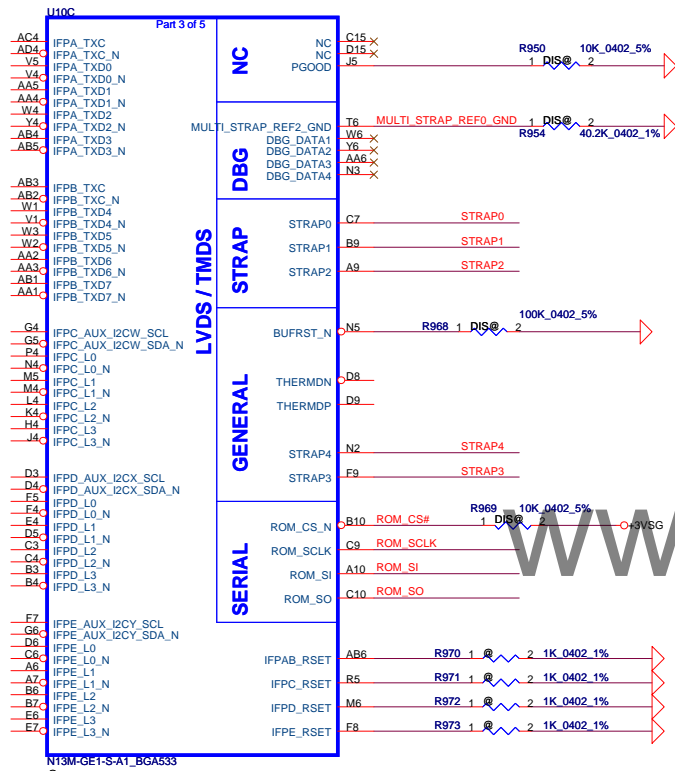 U10C
Part 3 of 5
AC4 IFPA_TXC
AD4 IFPA_TXC_N
V5 IFPA_TXD0
V4 IFPA_TXD0_N
AA5 IFPA_TXD1
AA4 IFPA_TXD1_N
W4 IFPA_TXD2
Y4 IFPA_TXD2_N
AB4 IFPA_TXD3
AB5 IFPA_TXD3_N
AB3 IFPB_TXC
AB2 IFPB_TXC_N
W1 IFPB_TXD4
V1 IFPB_TXD4_N
W3 IFPB_TXD5
W2 IFPB_TXD5_N
AA2 IFPB_TXD6
AA3 IFPB_TXD6_N
AB1 IFPB_TXD7
AA1 IFPB_TXD7_N
G4 IFPC_AUX_I2CW_SCL
G5 IFPC_AUX_I2CW_SDA_N
P4 IFPC_L0
N4 IFPC_L0_N
M5 IFPC_L1
M4 IFPC_L1_N
L4 IFPC_L2
K4 IFPC_L2_N
H4 IFPC_L3
J4 IFPC_L3_N
D3 IFPD_AUX_I2CX_SCL
D4 IFPD_AUX_I2CX_SDA_N
F5 IFPD_L0
F4 IFPD_L0_N
E4 IFPD_L1
D5 IFPD_L1_N
C3 IFPD_L2
C4 IFPD_L2_N
B3 IFPD_L3
B4 IFPD_L3_N
F7 IFPE_AUX_I2CY_SCL
G6 IFPE_AUX_I2CY_SDA_N
D6 IFPE_L0
C6 IFPE_L0_N
A6 IFPE_L1
A7 IFPE_L1_N
B6 IFPE_L2
B7 IFPE_L2_N
E6 IFPE_L3
E7 IFPE_L3_N
LVDS / TMDS
NC
NC C15
NC D15
PGOOD J5 R950 1 DIS@ 2 10K_0402_5%
DBG
MULTI_STRAP_REF2_GND T6 MULTI_STRAP_REF0_GND R954 1 DIS@ 2 40.2K_0402_1%
DBG_DATA1 W6
DBG_DATA2 Y6
DBG_DATA3 AA6
DBG_DATA4 N3
STRAP
STRAP0 C7 STRAP0
STRAP1 B9 STRAP1
STRAP2 A9 STRAP2
GENERAL
BUFRST_N N5 R968 1 DIS@ 2 100K_0402_5%
THERMDN D8
THERMDP D9
STRAP4 N2 STRAP4
STRAP3 F9 STRAP3
SERIAL
ROM_CS_N B10 ROM_CS# R969 1 DIS@ 2 10K_0402_5% +3VSG
ROM_SCLK C9 ROM_SCLK
ROM_SI A10 ROM_SI
ROM_SO C10 ROM_SO
IFPAB_RSET AB6 R970 1 @ 2 1K_0402_1%
IFPC_RSET R5 R971 1 @ 2 1K_0402_1%
IFPD_RSET M6 R972 1 @ 2 1K_0402_1%
IFPE_RSET F8 R973 1 @ 2 1K_0402_1%
N13M-GE1-S-A1_BGA533